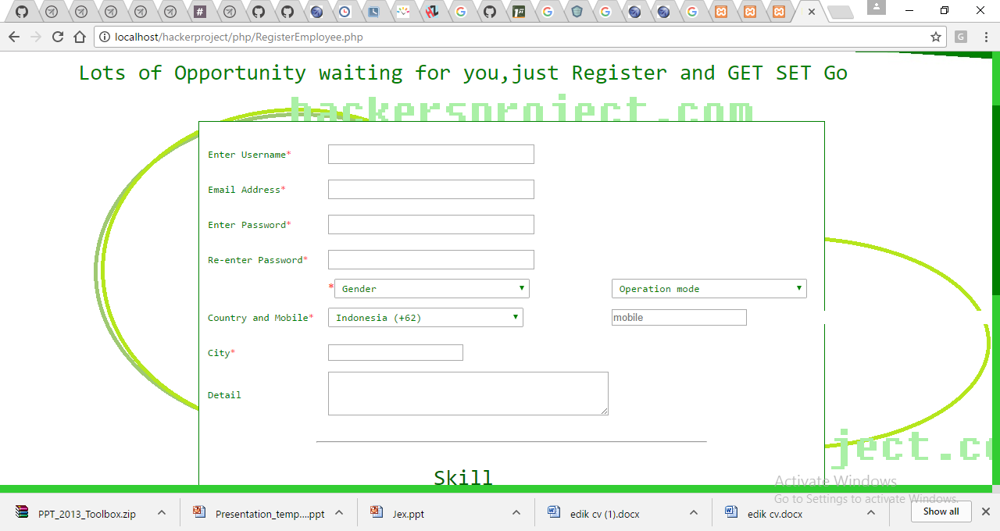 #
localhost/hackerproject/php/RegisterEmployee.php
G
Lots of Opportunity waiting for you,just Register and GET SET Go
hackersproject.com
Enter Username*
Email Address*
Enter Password*
Re-enter Password*
* Gender Operation mode
Country and Mobile* Indonesia (+62) mobile
City*
Detail
ject.co
Skill
Activate Windows
Go to Settings to activate Windows.
PPT_2013_Toolbox.zip Presentation_temp....ppt Jex.ppt edik cv (1).docx edik cv.docx Show all